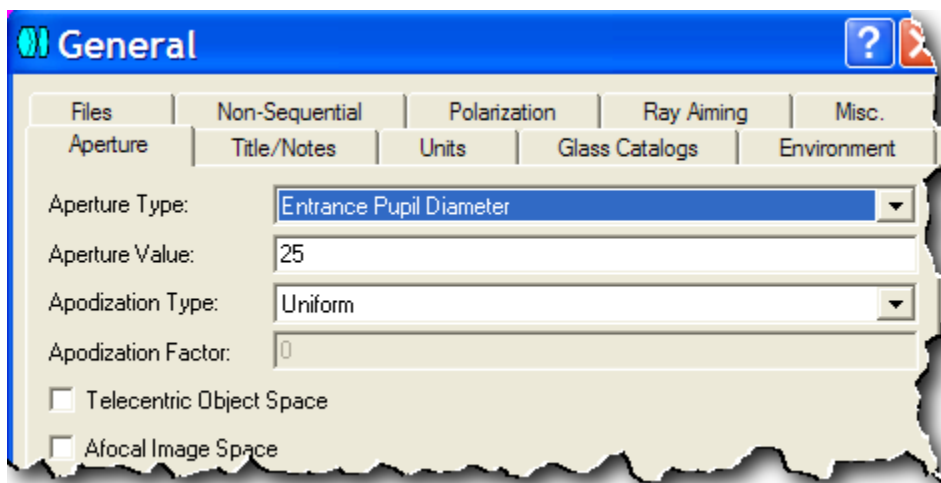 General
Files Non-Sequential Polarization Ray Aiming Misc.
Aperture Title/Notes Units Glass Catalogs Environment
Aperture Type: Entrance Pupil Diameter
Aperture Value: 25
Apodization Type: Uniform
Apodization Factor: 0
Telecentric Object Space
Afocal Image Space